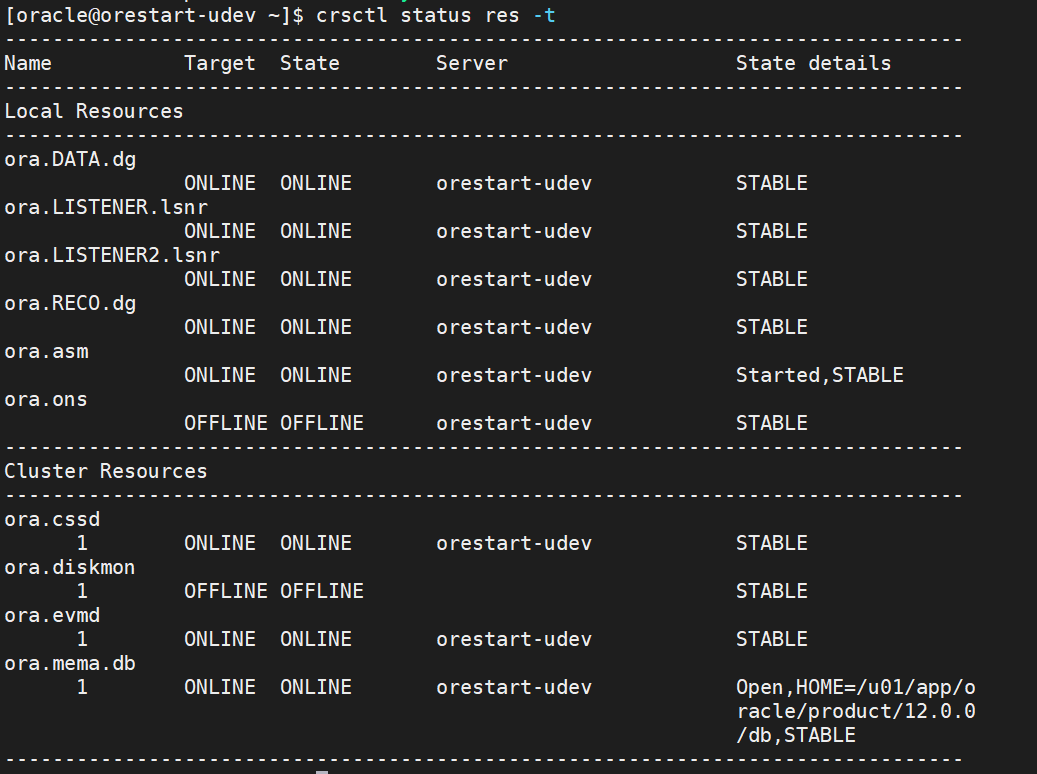 [oracle@orestart-udev ~]$ crsctl status res -t
--------------------------------------------------------------------------------
Name           Target  State        Server                   State details
--------------------------------------------------------------------------------
Local Resources
--------------------------------------------------------------------------------
ora.DATA.dg
               ONLINE  ONLINE       orestart-udev            STABLE
ora.LISTENER.lsnr
               ONLINE  ONLINE       orestart-udev            STABLE
ora.LISTENER2.lsnr
               ONLINE  ONLINE       orestart-udev            STABLE
ora.RECO.dg
               ONLINE  ONLINE       orestart-udev            STABLE
ora.asm
               ONLINE  ONLINE       orestart-udev            Started,STABLE
ora.ons
               OFFLINE OFFLINE      orestart-udev            STABLE
--------------------------------------------------------------------------------
Cluster Resources
--------------------------------------------------------------------------------
ora.cssd
      1        ONLINE  ONLINE       orestart-udev            STABLE
ora.diskmon
      1        OFFLINE OFFLINE                               STABLE
ora.evmd
      1        ONLINE  ONLINE       orestart-udev            STABLE
ora.mema.db
      1        ONLINE  ONLINE       orestart-udev            Open,HOME=/u01/app/o
                                                             racle/product/12.0.0
                                                             /db,STABLE
--------------------------------------------------------------------------------